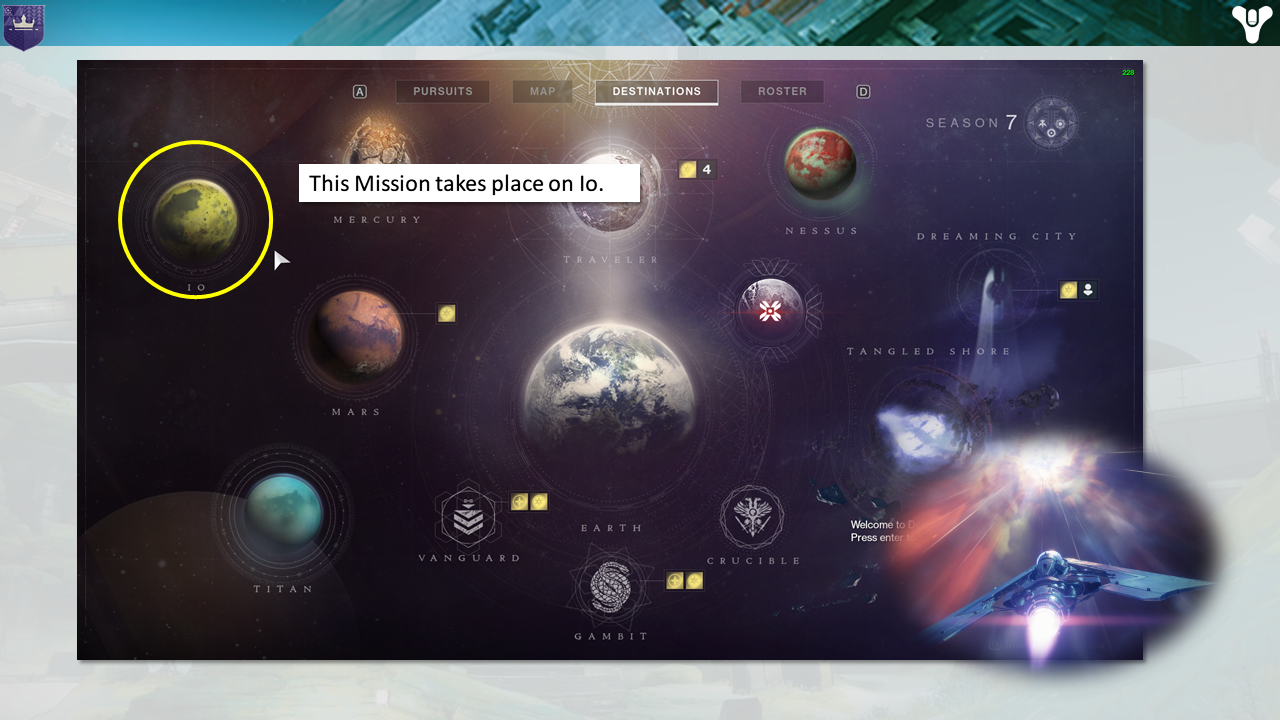 228
A PURSUITS MAP DESTINATIONS ROSTER D
SEASON 7
This Mission takes place on Io.
4
MERCURY
NESSUS
DREAMING CITY
TRAVELER
IO
TANGLED SHORE
MARS
Welcome to D
Press enter t
EARTH
VANGUARD
CRUCIBLE
TITAN
GAMBIT